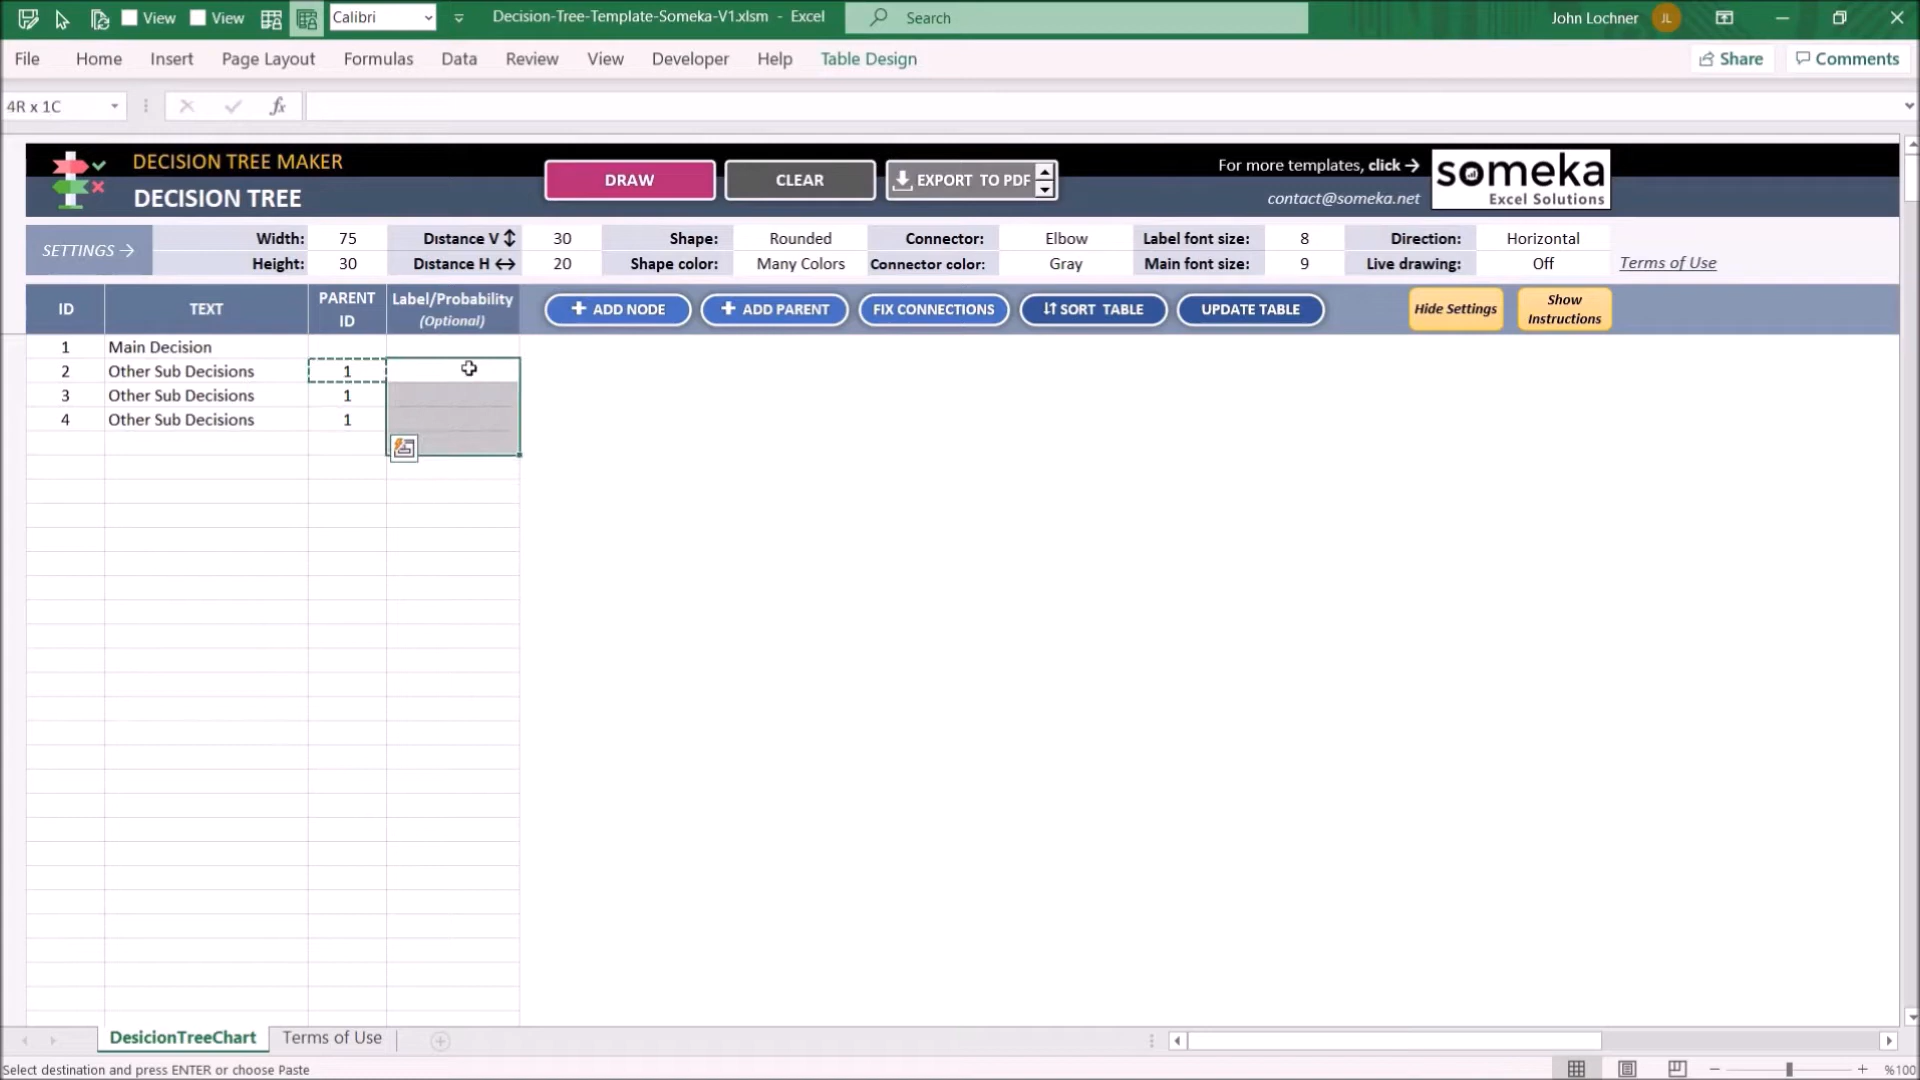 View View Calibri Decision-Tree-Template-Someka-V1.xlsm - Excel Search John Lochner JL
File Home Insert Page Layout Formulas Data Review View Developer Help Table Design Share Comments
4R x 1C fx
DECISION TREE MAKER
DECISION TREE
DRAW CLEAR EXPORT TO PDF
For more templates, click →
contact@someka.net
someka
Excel Solutions
SETTINGS →
Width: 75 Distance V 30 Shape: Rounded Connector: Elbow Label font size: 8 Direction: Horizontal
Height: 30 Distance H 20 Shape color: Many Colors Connector color: Gray Main font size: 9 Live drawing: Off Terms of Use
ID TEXT PARENT ID Label/Probability (Optional)
+ ADD NODE + ADD PARENT FIX CONNECTIONS SORT TABLE UPDATE TABLE Hide Settings Show Instructions
1 Main Decision
2 Other Sub Decisions 1
3 Other Sub Decisions 1
4 Other Sub Decisions 1
DesicionTreeChart Terms of Use
Select destination and press ENTER or choose Paste %100